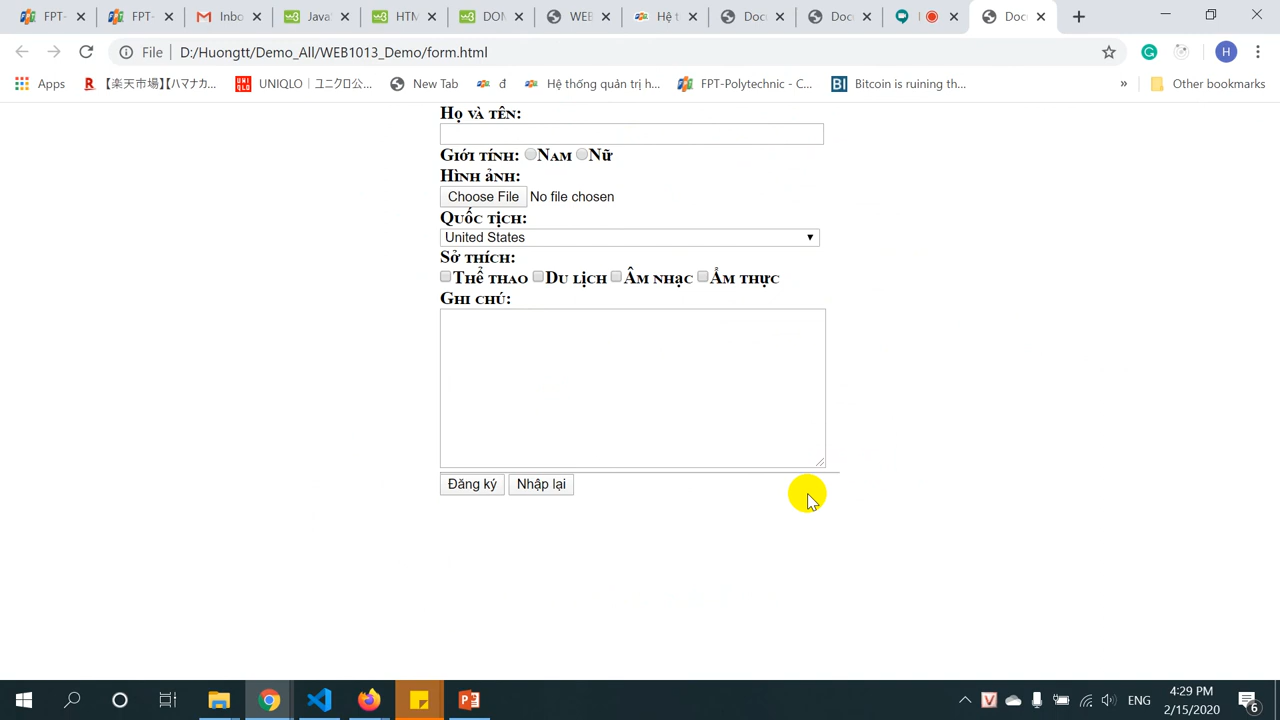 FPT-
FPT-
Inbo
Java
HTM
DOM
WEB
Hệ t
Doc
Doc
Doc
File D:/Huongtt/Demo_All/WEB1013_Demo/form.html
H
Apps
【楽天市場】【ハマナカ...
UNIQLO | ユニクロ公...
New Tab
đ
Hệ thống quản trị h...
FPT-Polytechnic - C...
BI Bitcoin is ruining th...
» Other bookmarks
Họ và tên:
Giới tính: Nam Nữ
Hình ảnh:
Choose File No file chosen
Quốc tịch:
United States
Sở thích:
Thể thao Du lịch Âm nhạc Ẩm thực
Ghi chú:
Đăng ký Nhập lại
ENG
4:29 PM
2/15/2020
6